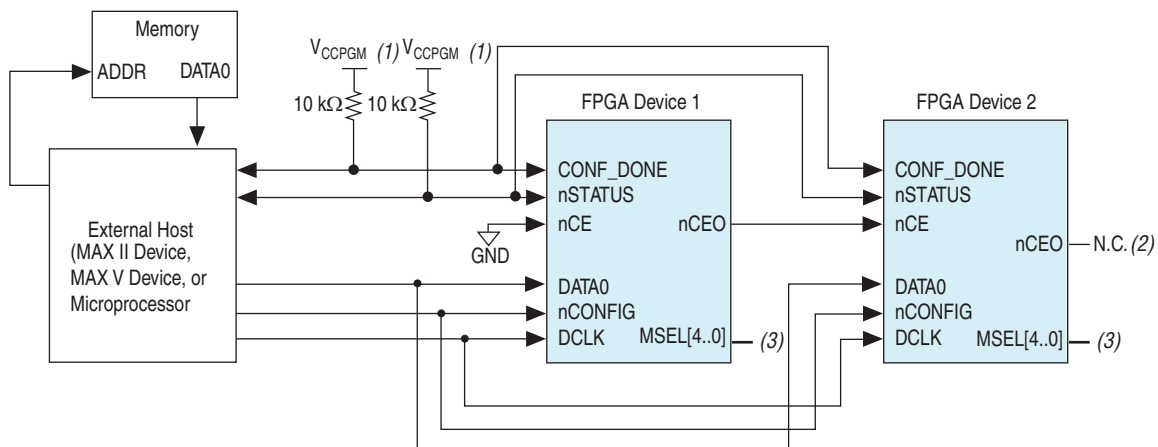 Memory
ADDR DATA0
VCCPGM (1) VCCPGM (1)
10 kΩ 10 kΩ
FPGA Device 1
FPGA Device 2
External Host
(MAX II Device,
MAX V Device, or
Microprocessor
GND
CONF_DONE
nSTATUS
nCE nCEO
DATA0
nCONFIG
DCLK MSEL[4..0] (3)
CONF_DONE
nSTATUS
nCE
nCEO N.C. (2)
DATA0
nCONFIG
DCLK MSEL[4..0] (3)